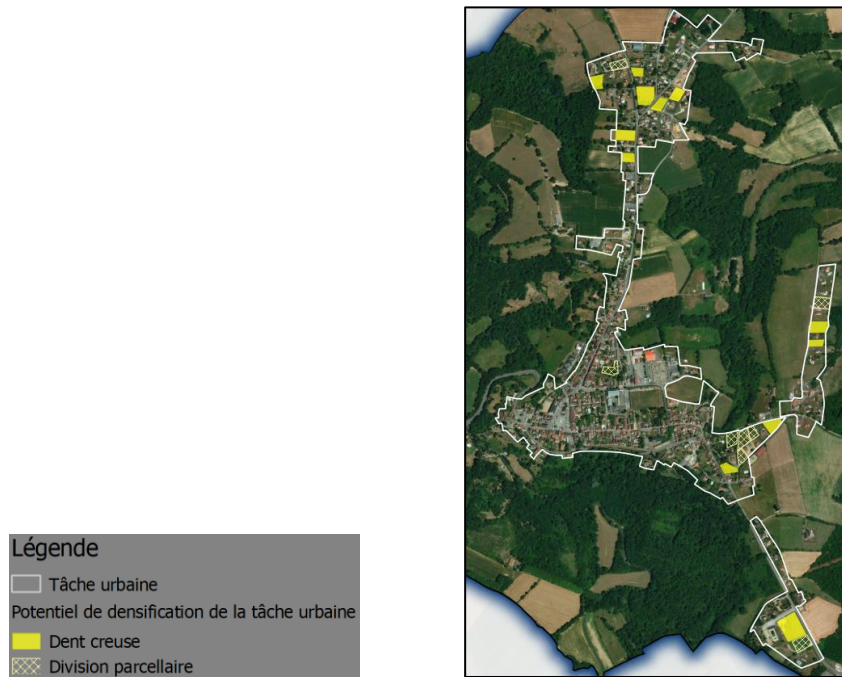 Légende
Tâche urbaine
Potentiel de densification de la tâche urbaine
Dent creuse
Division parcellaire